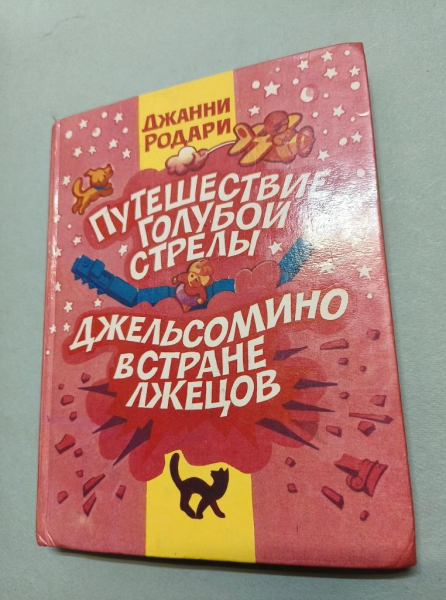 ДЖАННИ
РОДАРИ
ПУТЕШЕСТВИЕ
ГОЛУБОЙ
СТРЕЛЫ
ДЖЕЛЬСОМИНО
В СТРАНЕ
ЛЖЕЦОВ